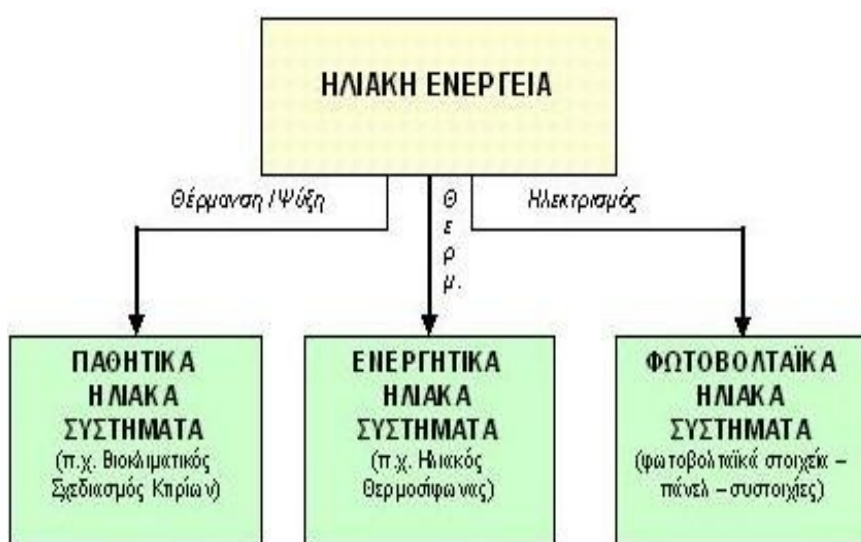 ΗΛΙΑΚΗ ΕΝΕΡΓΕΙΑ
Θέρμανση / Ψύξη
Θ
ε
ρ
μ.
Ηλεκτρισμός
ΠΑΘΗΤΙΚΑ
ΗΛΙΑΚΑ
ΣΥΣΤΗΜΑΤΑ
(π.χ. Βιοκλιματικός
Σχεδιασμός Κτιρίων)
ΕΝΕΡΓΗΤΙΚΑ
ΗΛΙΑΚΑ
ΣΥΣΤΗΜΑΤΑ
(π.χ. Ηλιακός
Θερμοσίφωνας)
ΦΩΤΟΒΟΛΤΑΪΚΑ
ΗΛΙΑΚΑ
ΣΥΣΤΗΜΑΤΑ
(φωτοβολταϊκά στοιχεία –
πάνελ – συστοιχίες)